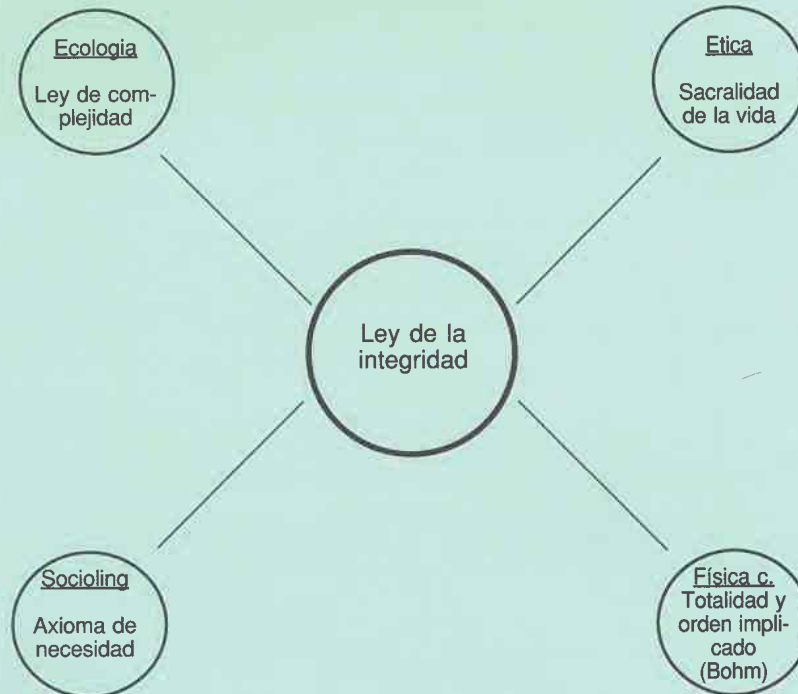 Ecologia
Ley de com-
plejidad
Etica
Sacralidad
de la vida
Ley de la
integridad
Socioling
Axioma de
necesidad
Física c.
Totalidad y
orden impli-
cado
(Bohm)